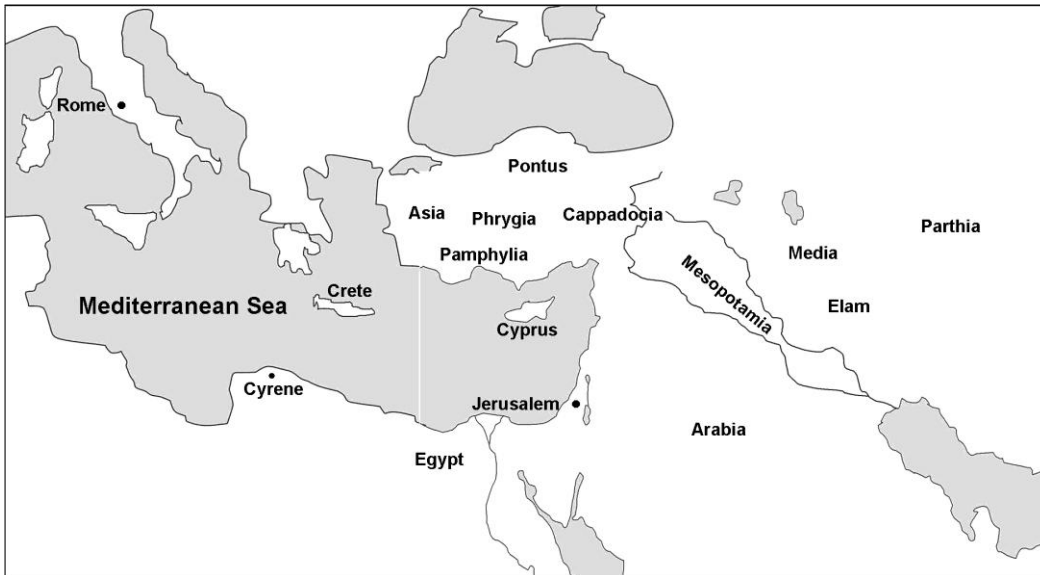 Rome
Pontus
Asia
Phrygia
Cappadocia
Parthia
Pamphylia
Media
Mesopotamia
Crete
Mediterranean Sea
Elam
Cyprus
Cyrene
Jerusalem
Arabia
Egypt